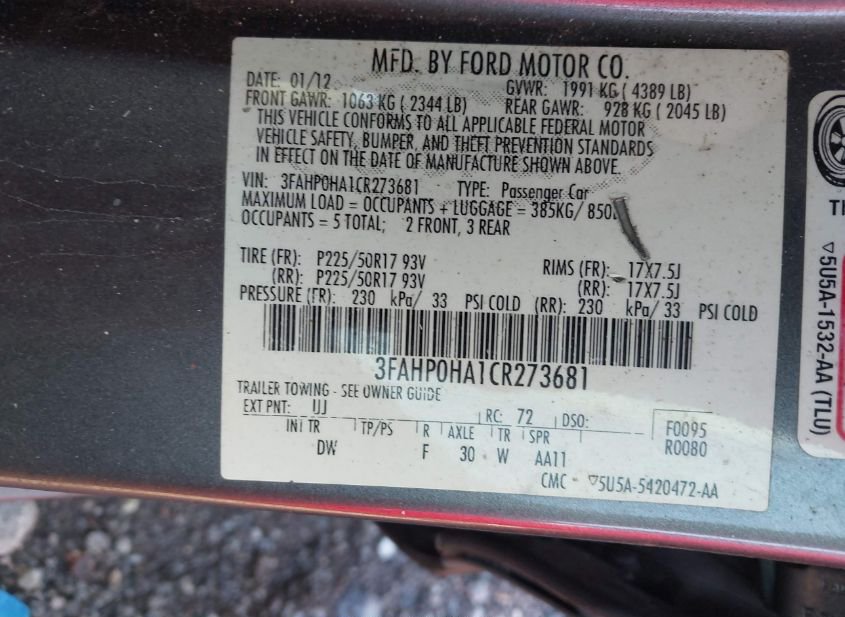 MFD. BY FORD MOTOR CO.
DATE: 01/12 GVWR: 1991 KG ( 4389 LB)
FRONT GAWR: 1063 KG ( 2344 LB) REAR GAWR: 928 KG ( 2045 LB)
THIS VEHICLE CONFORMS TO ALL APPLICABLE FEDERAL MOTOR
VEHICLE SAFETY, BUMPER, AND THEFT PREVENTION STANDARDS
IN EFFECT ON THE DATE OF MANUFACTURE SHOWN ABOVE.
VIN: 3FAHP0HA1CR273681 TYPE: Passenger Car
MAXIMUM LOAD = OCCUPANTS + LUGGAGE = 385KG/ 850
OCCUPANTS = 5 TOTAL; 2 FRONT, 3 REAR
TIRE (FR): P225/50R17 93V RIMS (FR): 17X7.5J
(RR): P225/50R17 93V (RR): 17X7.5J
PRESSURE (FR): 230 kPa/ 33 PSI COLD (RR): 230 kPa/ 33 PSI COLD
3FAHP0HA1CR273681
TRAILER TOWING - SEE OWNER GUIDE
EXT PNT: UJ RC: 72 DSO: F0095
INT TR TP/PS R AXLE TR SPR R0080
DW F 30 W AA11
CMC ▽5U5A-5420472-AA
TH
▽5U5A-1532-AA (TLU)